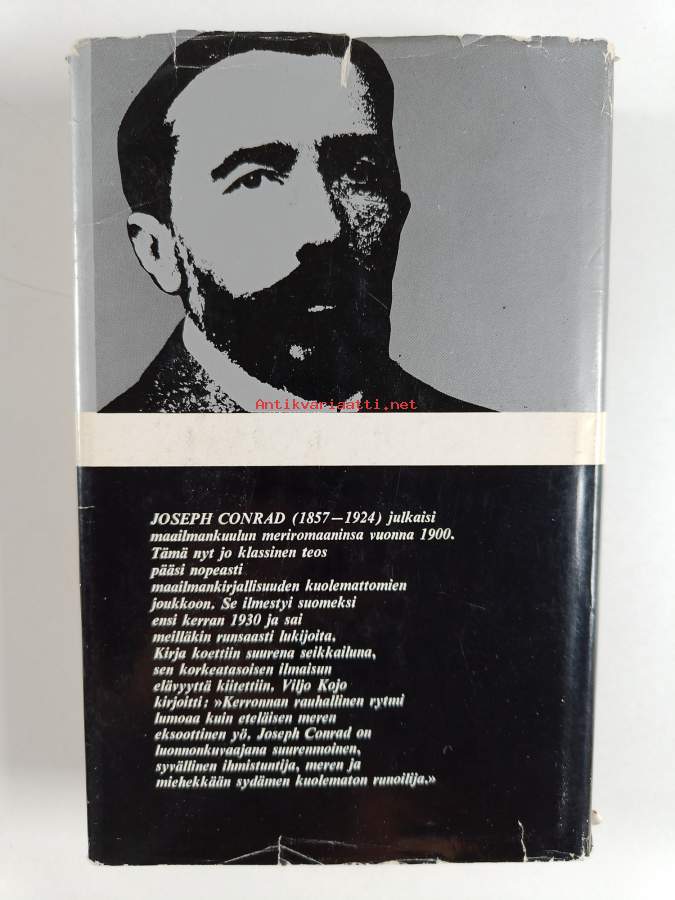 Antikvariaatti.net
JOSEPH CONRAD (1857—1924) julkaisi
maailmankuulun meriromaaninsa vuonna 1900.
Tämä nyt jo klassinen teos
pääsi nopeasti
maailmankirjallisuuden kuolemattomien
joukkoon. Se ilmestyi suomeksi
ensi kerran 1930 ja sai
meilläkin runsaasti lukijoita.
Kirja koettiin suurena seikkailuna,
sen korkeatasoisen ilmaisun
elävyyttä kiitettiin. Viljo Kojo
kirjoitti: »Kerronnan rauhallinen rytmi
lumoaa kuin eteläisen meren
eksoottinen yö. Joseph Conrad on
luonnonkuvaajana suurenmoinen,
syvällinen ihmistuntija, meren ja
miehekkään sydämen kuolematon runoilija.»